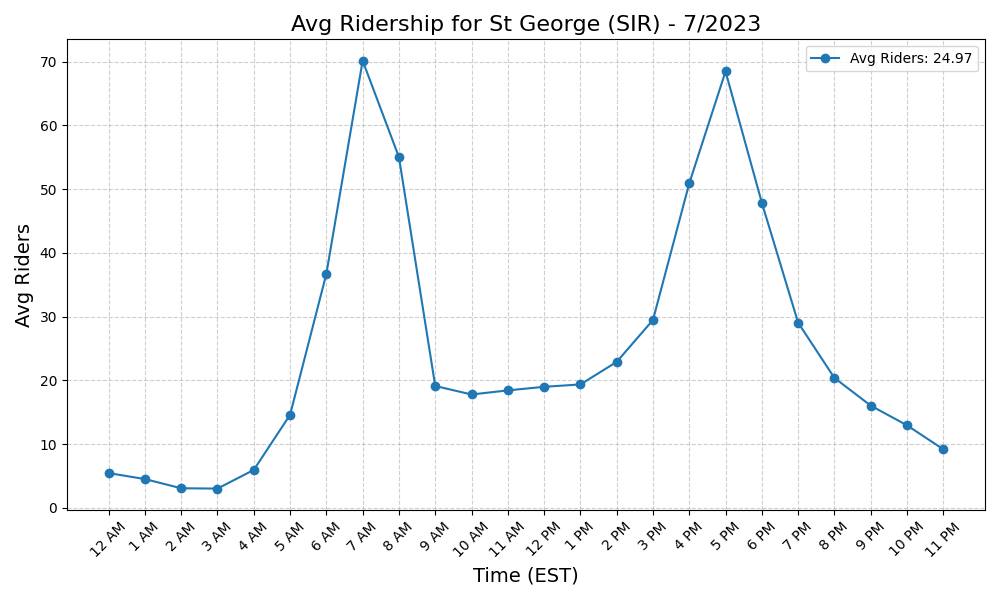 Avg Ridership for St George (SIR) - 7/2023
Avg Riders: 24.97
Avg Riders
70
60
50
40
30
20
10
0
12 AM
1 AM
2 AM
3 AM
4 AM
5 AM
6 AM
7 AM
8 AM
9 AM
10 AM
11 AM
12 PM
1 PM
2 PM
3 PM
4 PM
5 PM
6 PM
7 PM
8 PM
9 PM
10 PM
11 PM
Time (EST)